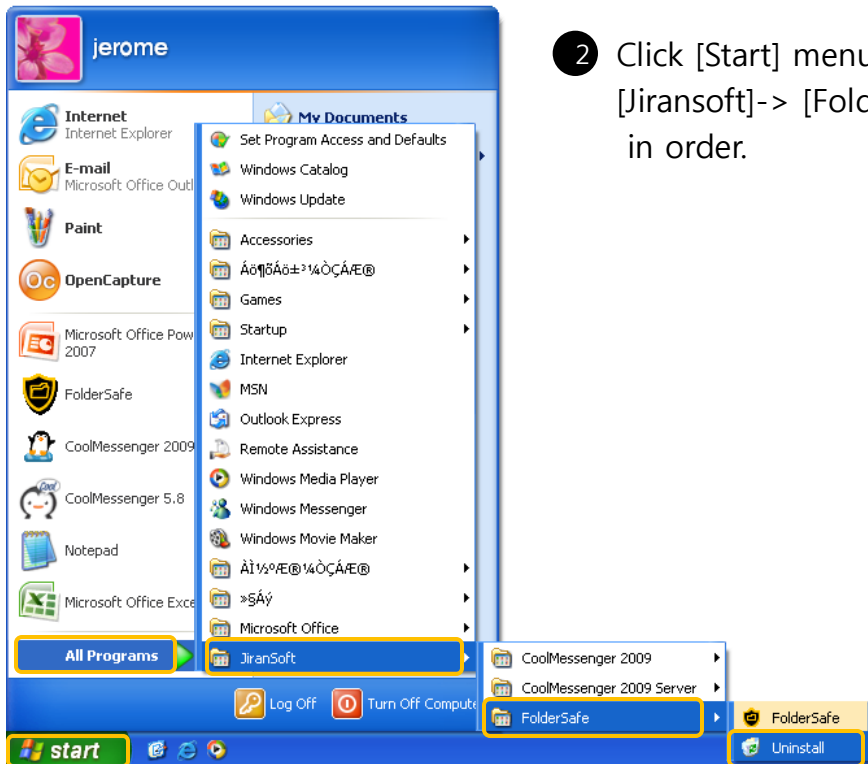 jerome
2 Click [Start] menu
[Jiransoft]-> [Fold
in order.
Internet
Internet Explorer
E-mail
Microsoft Office Outl
Paint
OpenCapture
Microsoft Office Pow
2007
FolderSafe
CoolMessenger 2009
CoolMessenger 5.8
Notepad
Microsoft Office Exce
All Programs
My Documents
Set Program Access and Defaults
Windows Catalog
Windows Update
Accessories
Áö¶õÁö±³¼ÒÇÁÆ®
Games
Startup
Internet Explorer
MSN
Outlook Express
Remote Assistance
Windows Media Player
Windows Messenger
Windows Movie Maker
ÀÌ½ºÆ®¼ÒÇÁÆ®
»§Áý
Microsoft Office
JiranSoft
CoolMessenger 2009
CoolMessenger 2009 Server
FolderSafe
FolderSafe
Uninstall
Log Off
Turn Off Compute
start